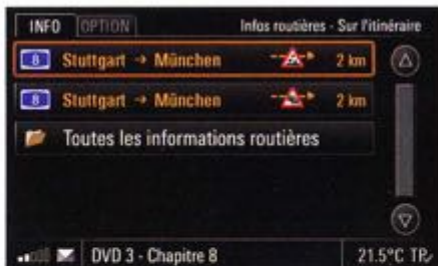 INFO OPTION Infos routières - Sur l'itinéraire
8 Stuttgart → München 2 km
8 Stuttgart → München 2 km
Toutes les informations routières
DVD 3 - Chapitre 8 21.5°C TP